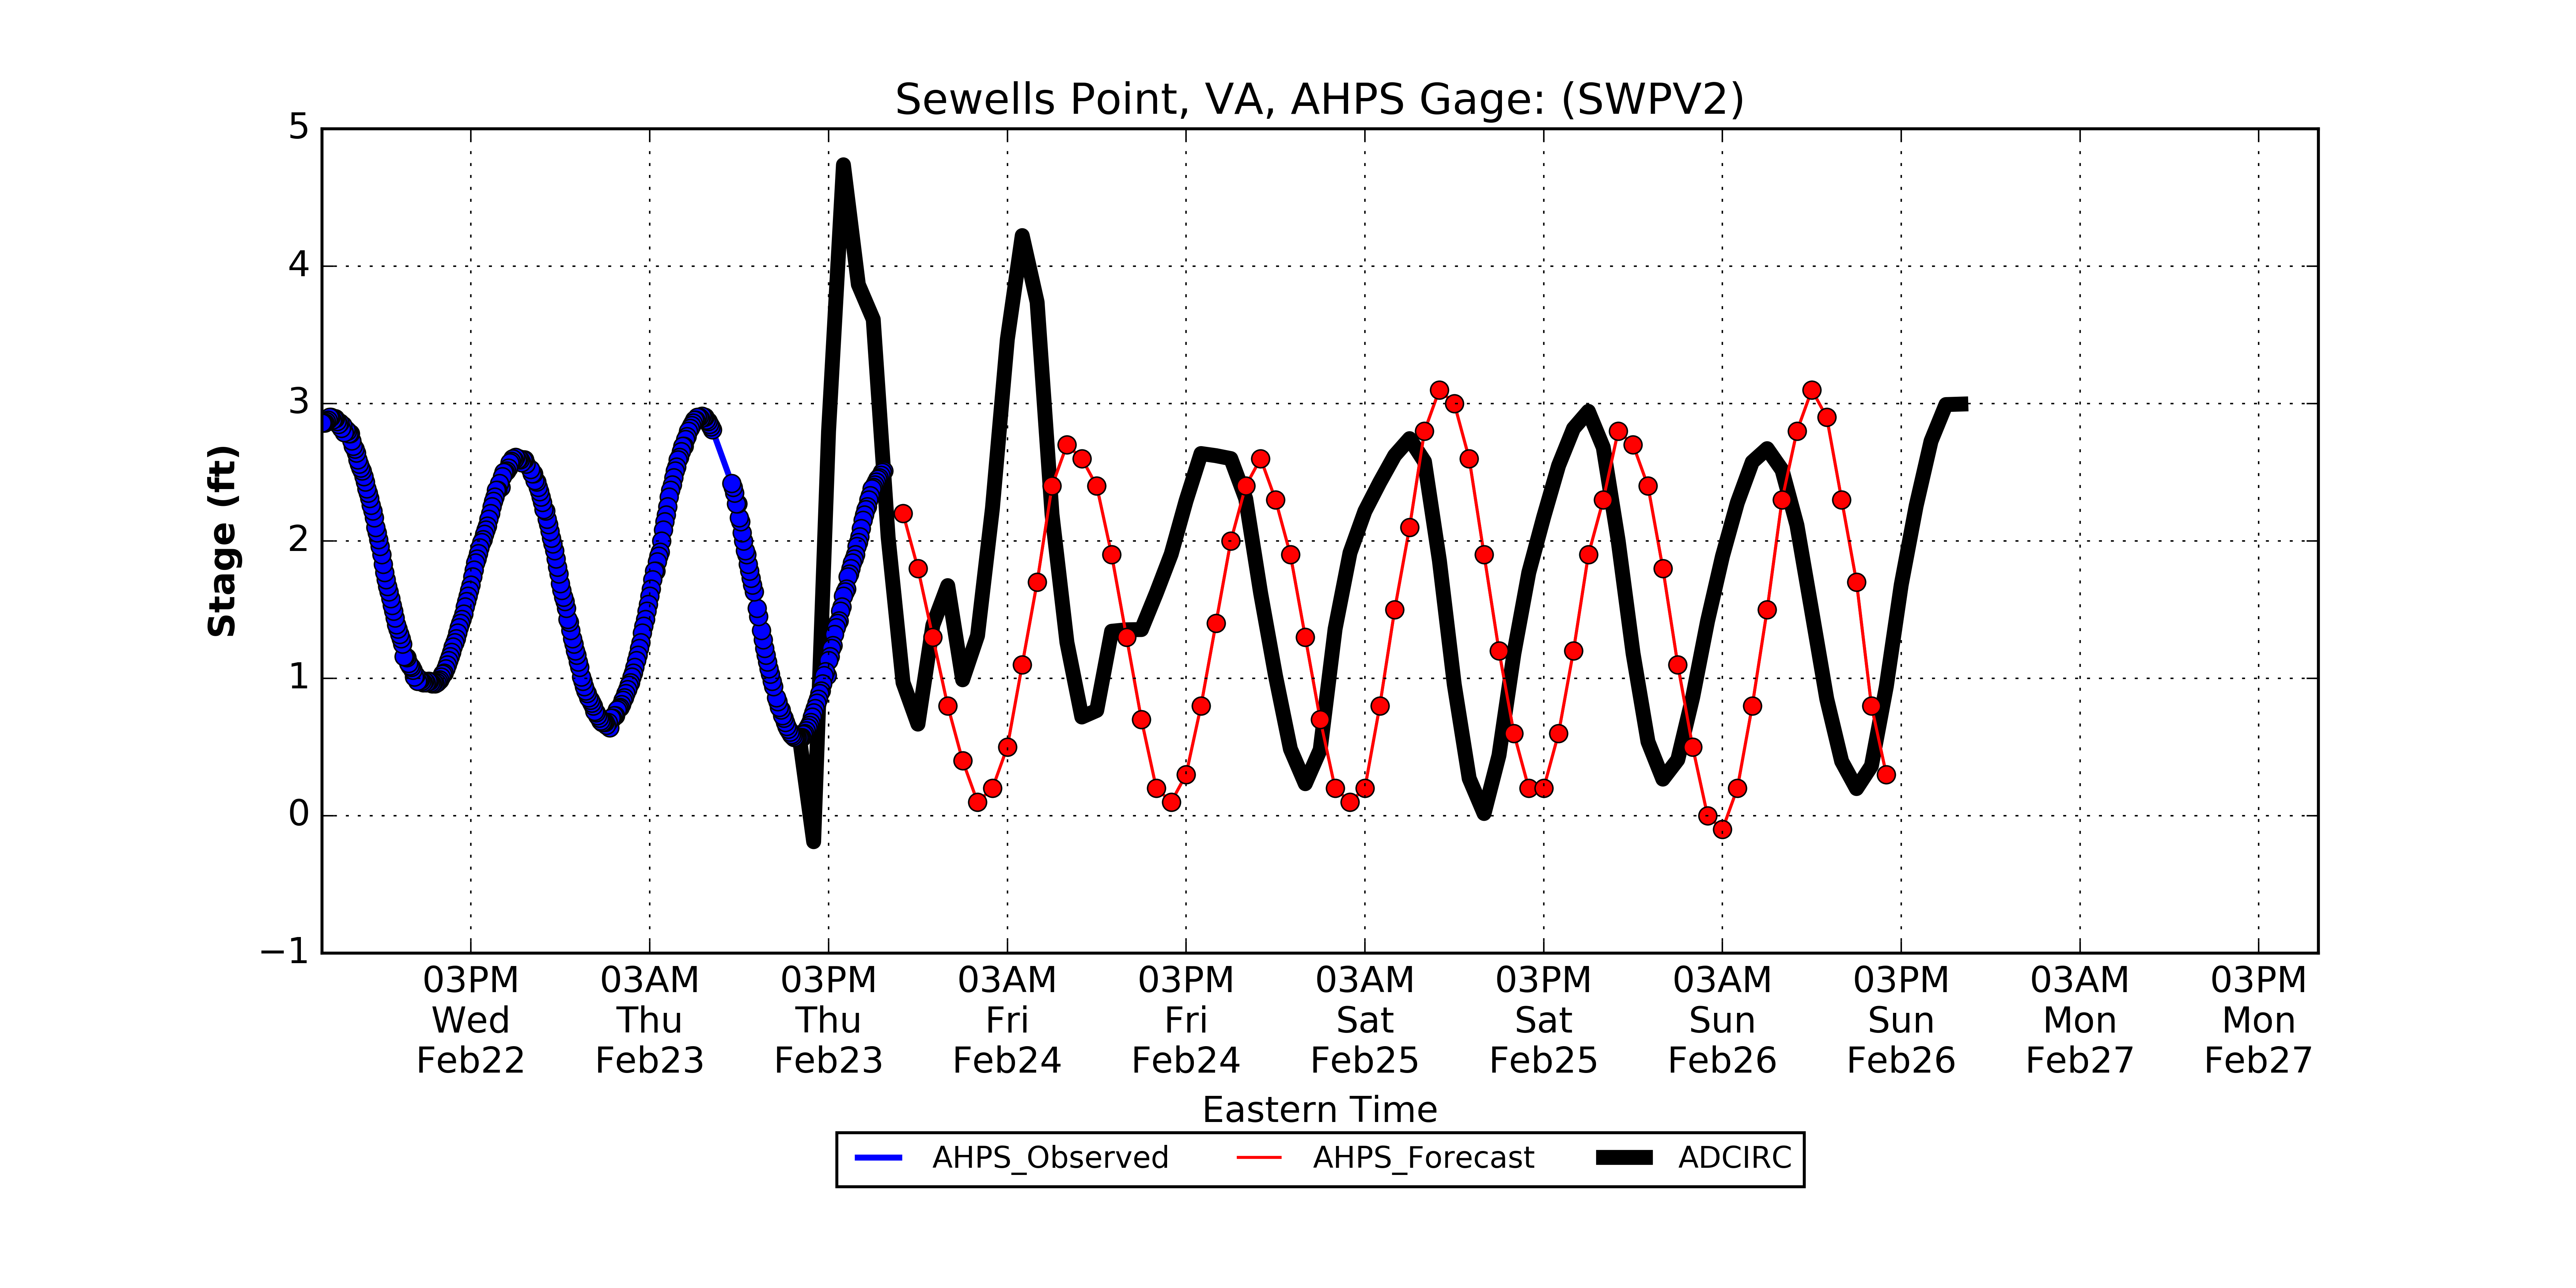 Sewells Point, VA, AHPS Gage: (SWPV2)
5
4
3
2
1
0
−1
Stage (ft)
03PM 03AM 03PM 03AM 03PM 03AM 03PM 03AM 03PM 03AM 03PM
Wed Thu Thu Fri Fri Sat Sat Sun Sun Mon Mon
Feb22 Feb23 Feb23 Feb24 Feb24 Feb25 Feb25 Feb26 Feb26 Feb27 Feb27
Eastern Time
AHPS_Observed AHPS_Forecast ADCIRC